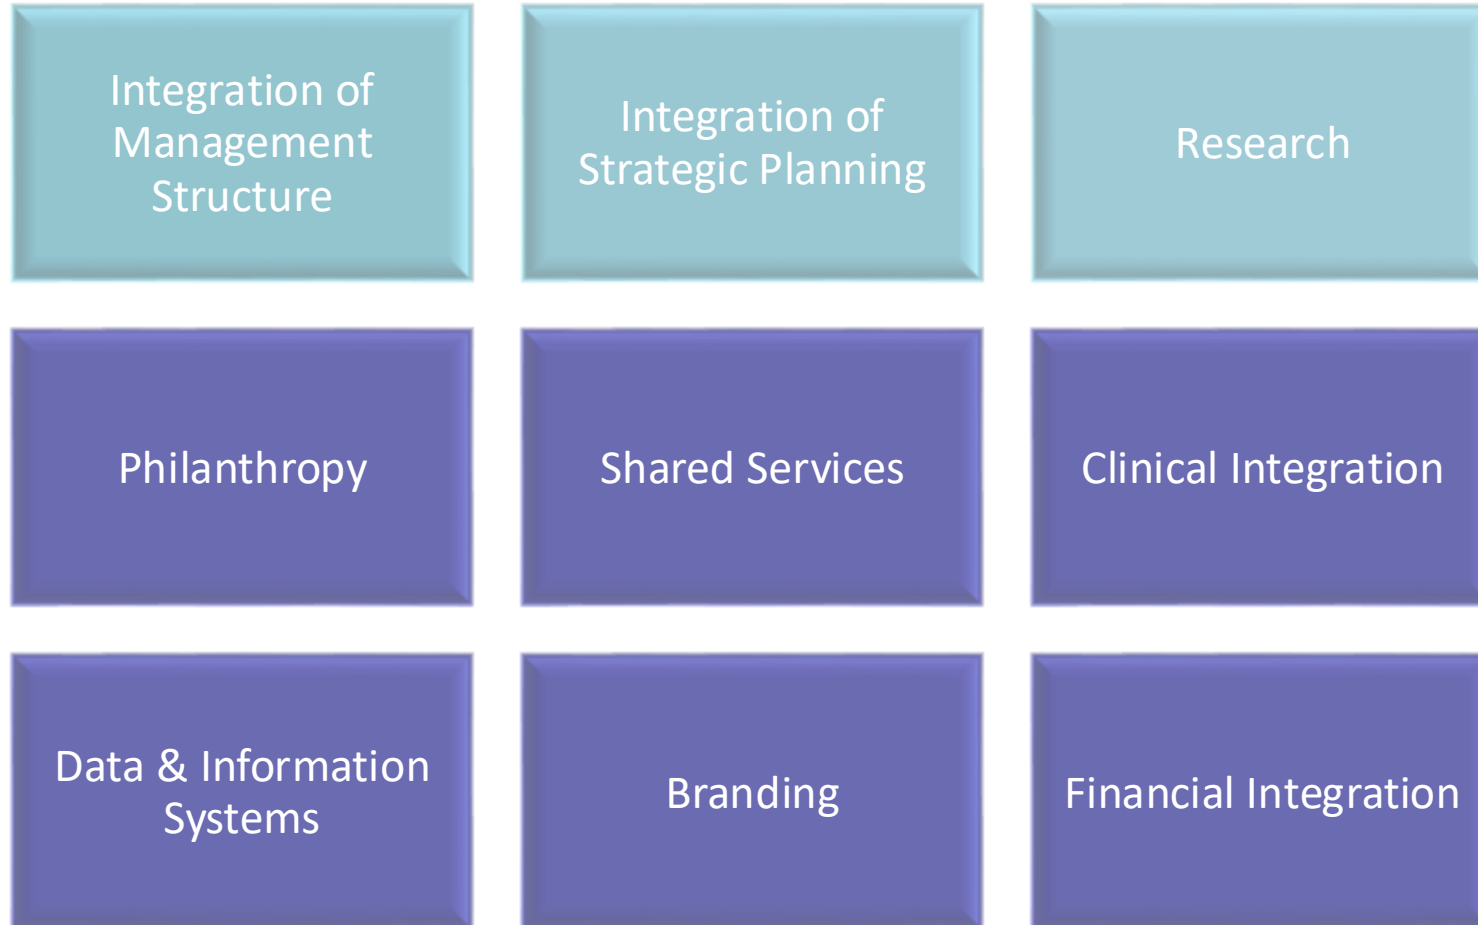 Integration of
Management
Structure
Integration of
Strategic Planning
Research
Philanthropy
Shared Services
Clinical Integration
Data & Information
Systems
Branding
Financial Integration